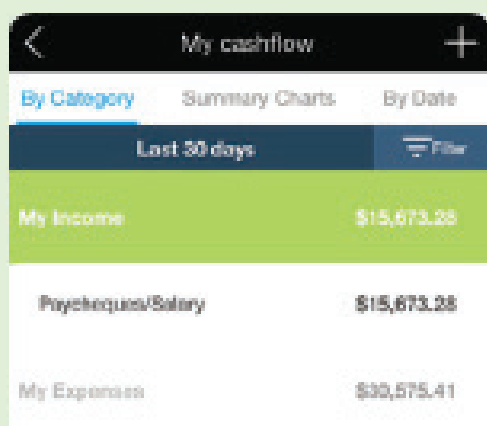 My cashflow
By Category Summary Charts By Date
Last 30 days Filter
My Income $15,673.28
Paycheques/Salary $15,673.28
My Expenses $30,575.41